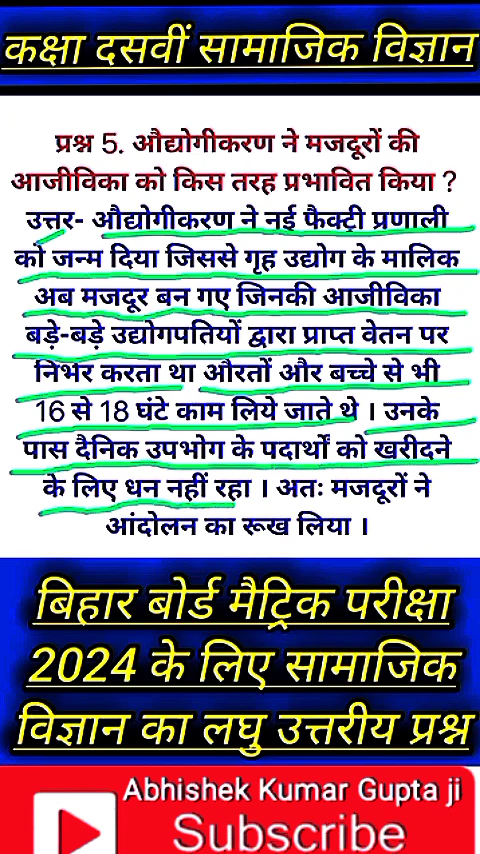 कक्षा दसवीं सामाजिक विज्ञान
प्रश्न 5. औद्योगीकरण ने मजदूरों की
आजीविका को किस तरह प्रभावित किया ?
उत्तर- औद्योगीकरण ने नई फैक्ट्री प्रणाली
को जन्म दिया जिससे गृह उद्योग के मालिक
अब मजदूर बन गए जिनकी आजीविका
बड़े-बड़े उद्योगपतियों द्वारा प्राप्त वेतन पर
निर्भर करता था औरतों और बच्चे से भी
16 से 18 घंटे काम लिये जाते थे । उनके
पास दैनिक उपभोग के पदार्थों को खरीदने
के लिए धन नहीं रहा । अतः मजदूरों ने
आंदोलन का रूख लिया ।
बिहार बोर्ड मैट्रिक परीक्षा
2024 के लिए सामाजिक
विज्ञान का लघु उत्तरीय प्रश्न
Abhishek Kumar Gupta ji
Subscribe